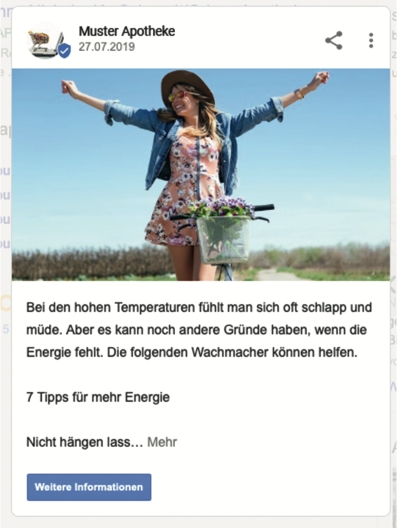 Muster Apotheke
27.07.2019
Bei den hohen Temperaturen fühlt man sich oft schlapp und
müde. Aber es kann noch andere Gründe haben, wenn die
Energie fehlt. Die folgenden Wachmacher können helfen.
7 Tipps für mehr Energie
Nicht hängen lass… Mehr
Weitere Informationen